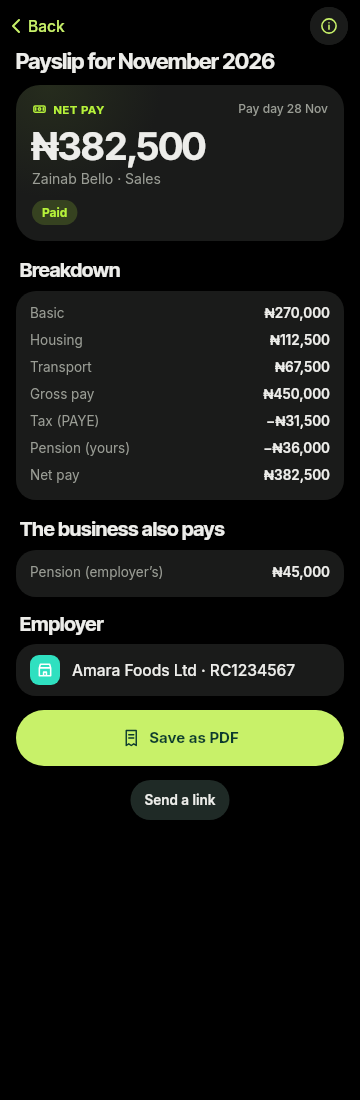 Back
Payslip for November 2026
NET PAY
Pay day 28 Nov
₦382,500
Zainab Bello · Sales
Paid
Breakdown
Basic ₦270,000
Housing ₦112,500
Transport ₦67,500
Gross pay ₦450,000
Tax (PAYE) −₦31,500
Pension (yours) −₦36,000
Net pay ₦382,500
The business also pays
Pension (employer’s) ₦45,000
Employer
Amara Foods Ltd · RC1234567
Save as PDF
Send a link